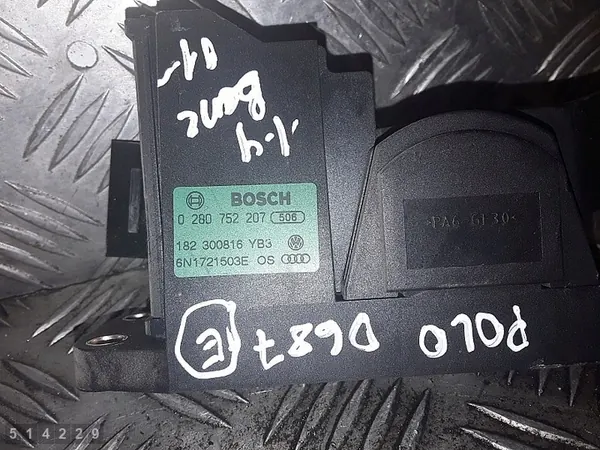 01-
Benc
1.4
BOSCH
0 280 752 207 506
182 300816 YB3
6N1721503E OS
>PA6 GF30<
POLO D687 E
514229